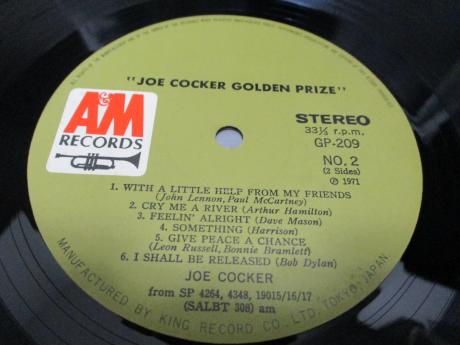 "JOE COCKER GOLDEN PRIZE"
A&M
RECORDS
STEREO
33⅓ r.p.m.
GP-209
NO. 2
(2 Sides)
Ⓟ 1971
1. WITH A LITTLE HELP FROM MY FRIENDS
(John Lennon, Paul McCartney)
2. CRY ME A RIVER (Arthur Hamilton)
3. FEELIN' ALRIGHT (Dave Mason)
4. SOMETHING (Harrison)
5. GIVE PEACE A CHANCE
(Leon Russell, Bonnie Bramlett)
6. I SHALL BE RELEASED (Bob Dylan)
JOE COCKER
from SP 4264, 4348, 19015/16/17
(SALBT 308) am
MANUFACTURED BY KING RECORD CO., LTD. TOKYO, JAPAN